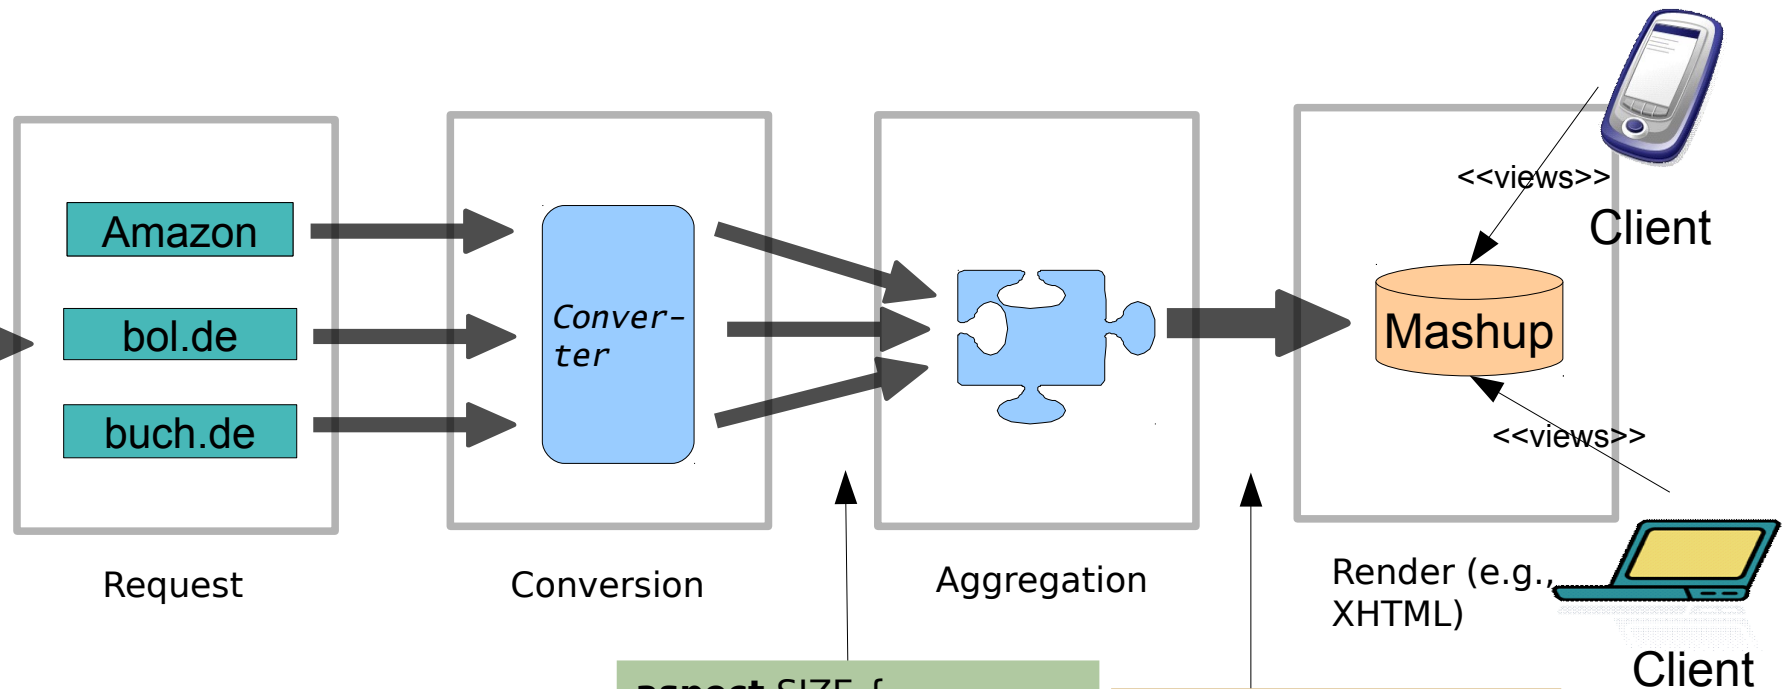 Amazon
bol.de
buch.de
Conver-
ter
Mashup
<<views>>
Client
<<views>>
Request
Conversion
Aggregation
Render (e.g.,
XHTML)
Client
aspect SIZE {